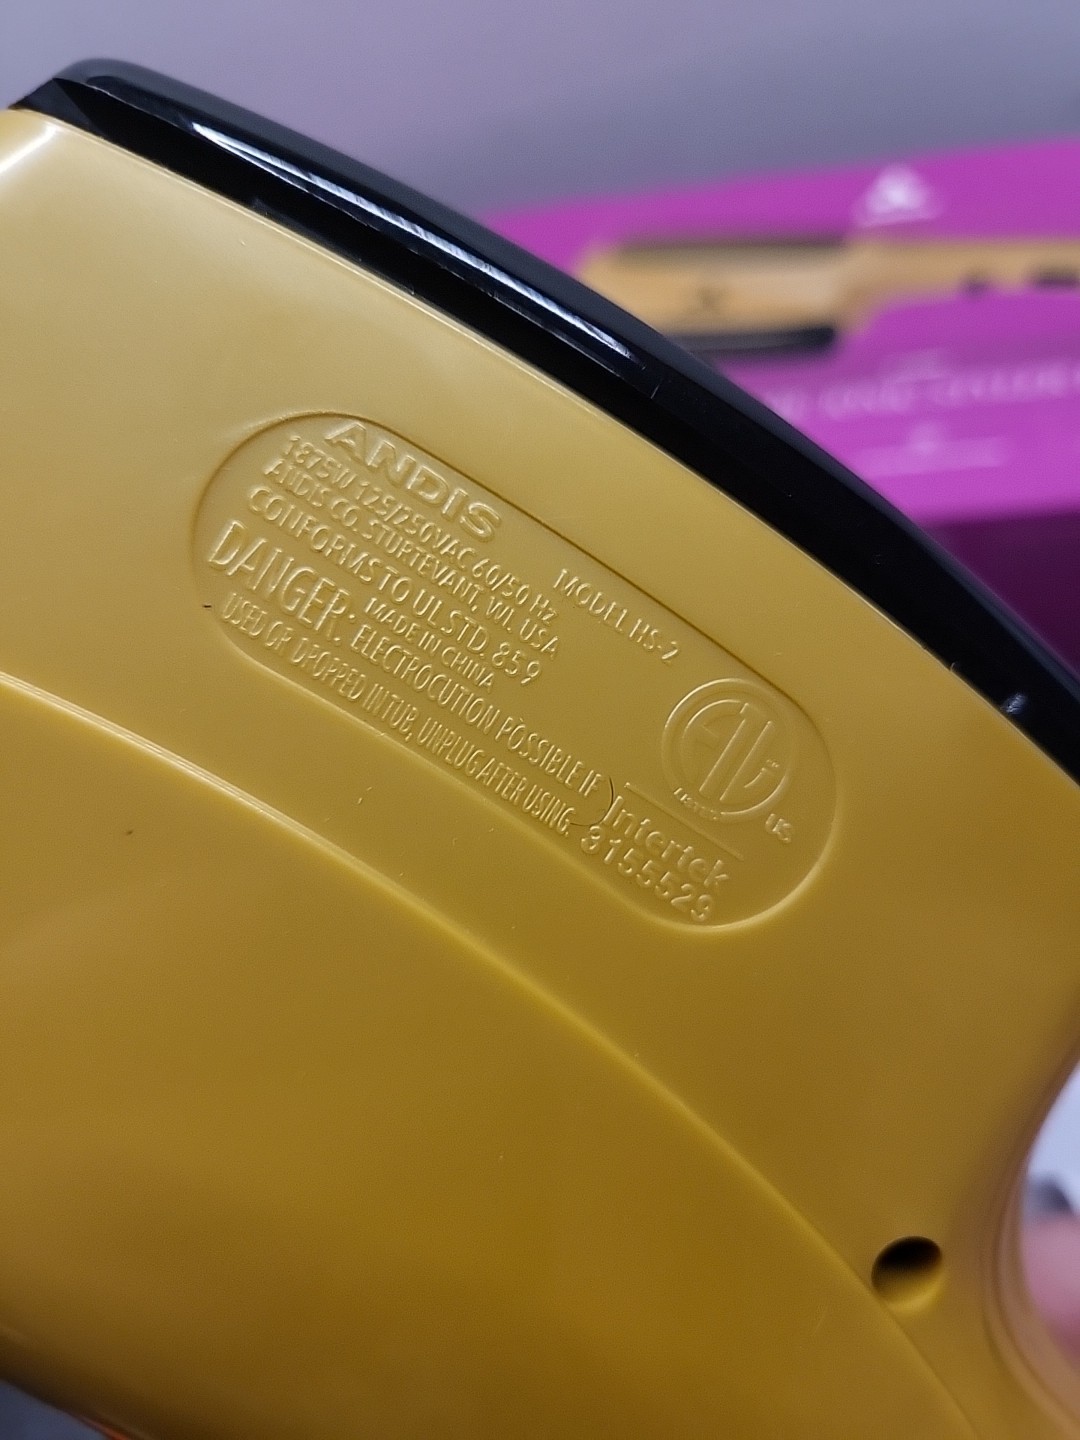 ANDIS
1875W 125/250VAC 60/50 Hz
ANDIS CO. STURTEVANT, WI. USA
CONFORMS TO UL STD. 859
MADE IN CHINA
DANGER: ELECTROCUTION POSSIBLE IF
USED OR DROPPED IN TUB, UNPLUG AFTER USING.
MODEL HS-2
LISTED
US
Intertek
3155529